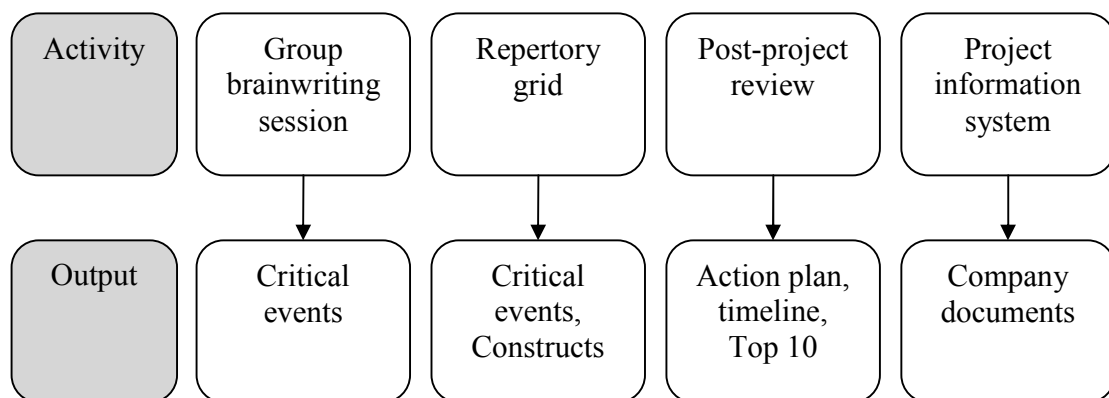 Activity
Group
brainwriting
session
Repertory
grid
Post-project
review
Project
information
system
Output
Critical
events
Critical
events,
Constructs
Action plan,
timeline,
Top 10
Company
documents